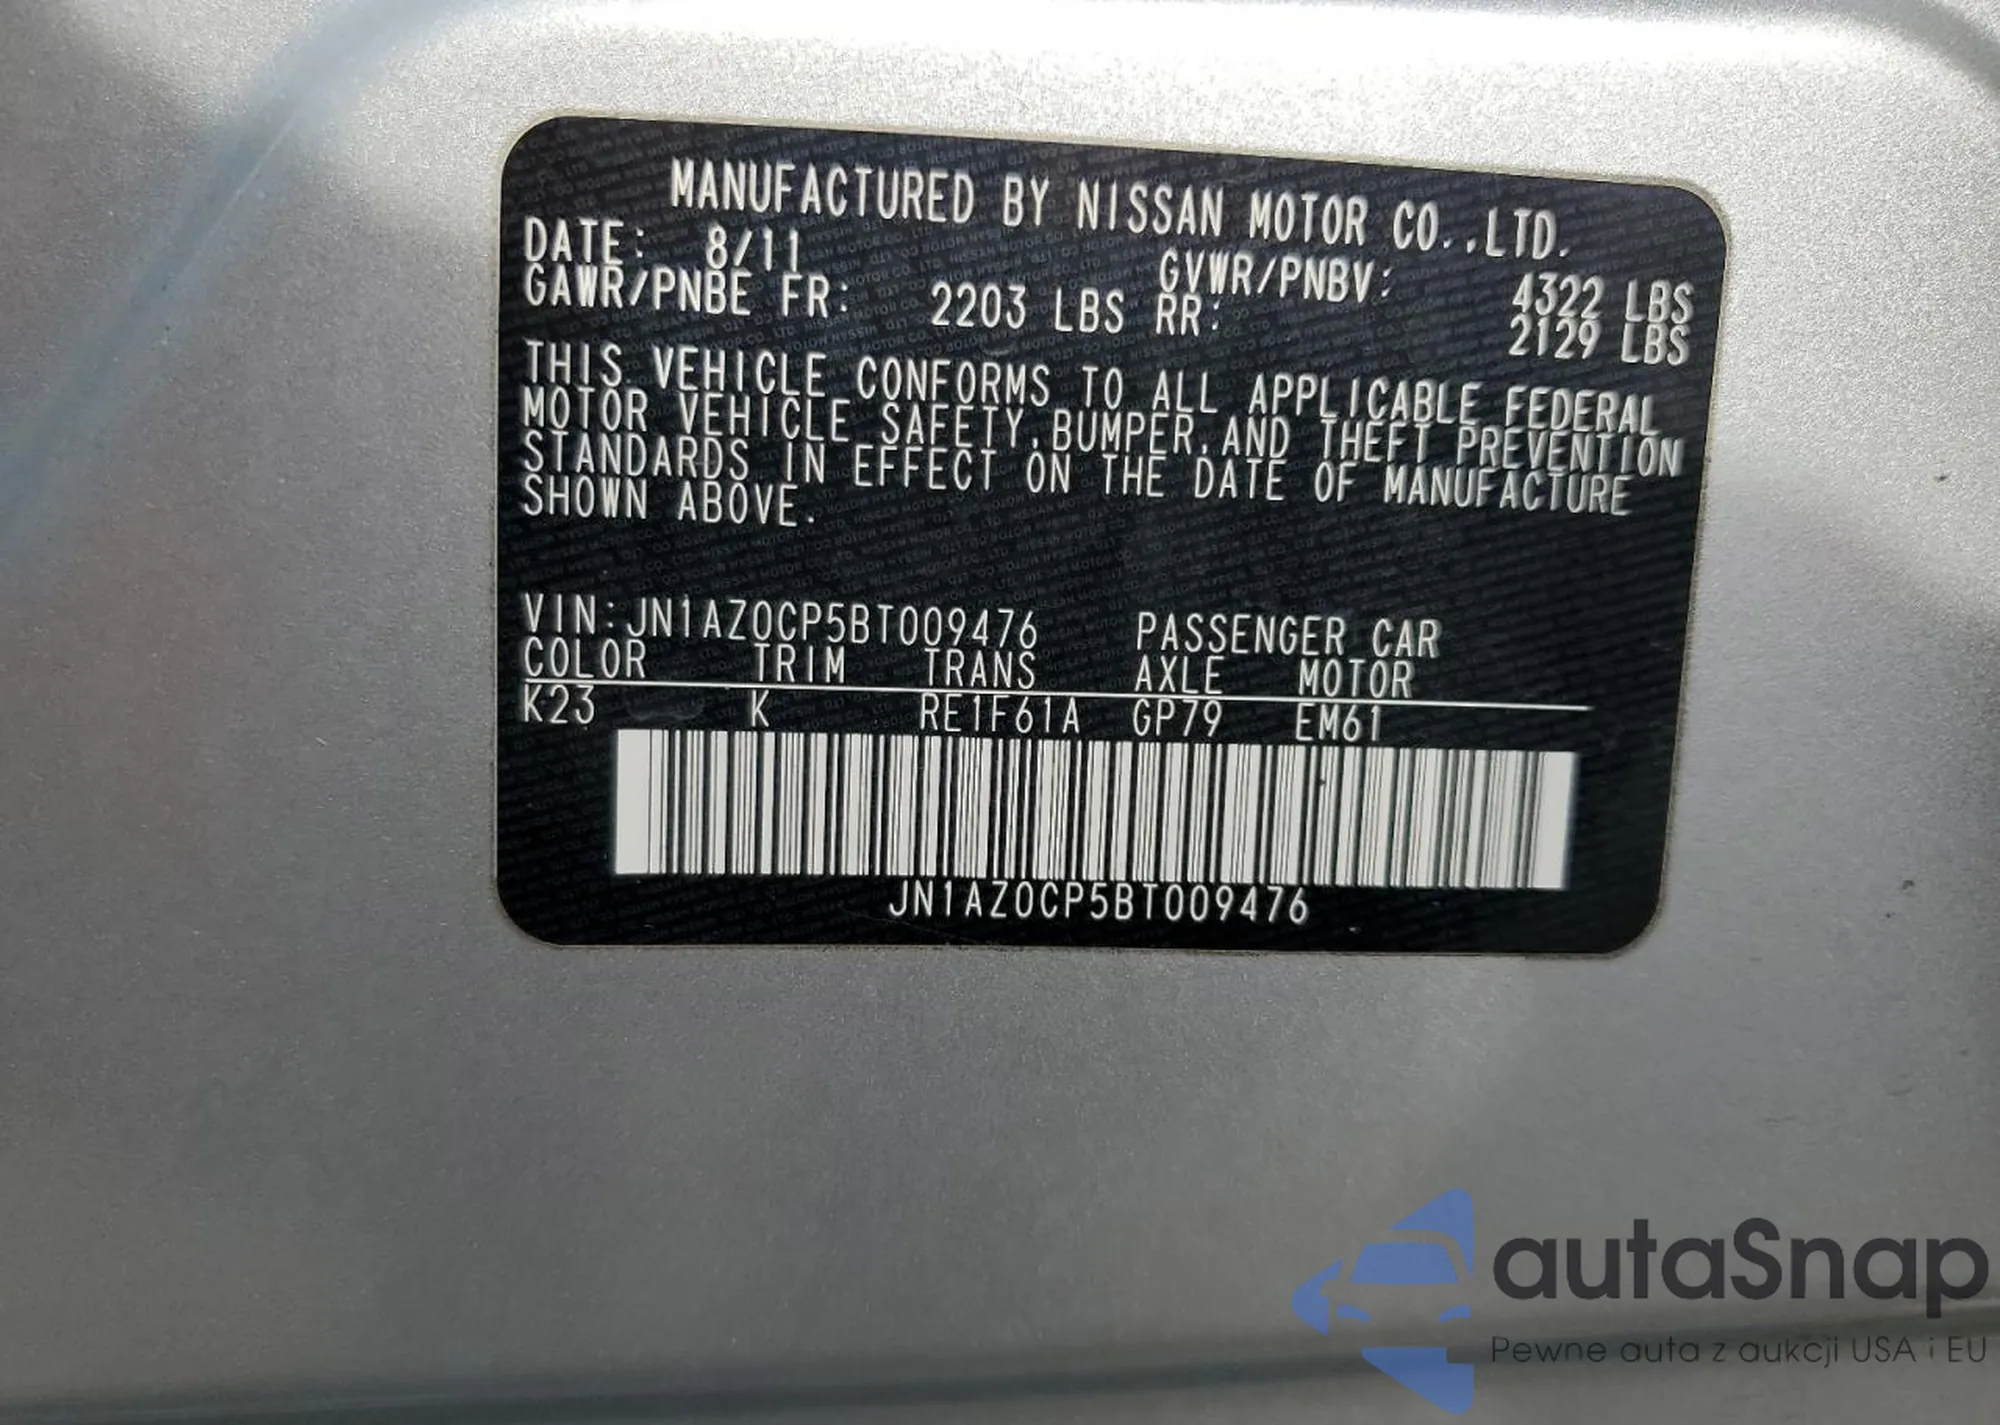 MANUFACTURED BY NISSAN MOTOR CO.,LTD.
DATE: 8/11 GVWR/PNBV: 4322 LBS
GAWR/PNBE FR: 2203 LBS RR: 2129 LBS
THIS VEHICLE CONFORMS TO ALL APPLICABLE FEDERAL
MOTOR VEHICLE SAFETY,BUMPER,AND THEFT PREVENTION
STANDARDS IN EFFECT ON THE DATE OF MANUFACTURE
SHOWN ABOVE.
VIN:JN1AZ0CP5BT009476 PASSENGER CAR
COLOR TRIM TRANS AXLE MOTOR
K23 K RE1F61A GP79 EM61
JN1AZ0CP5BT009476
autaSnap
Pewne auta z aukcji USA i EU